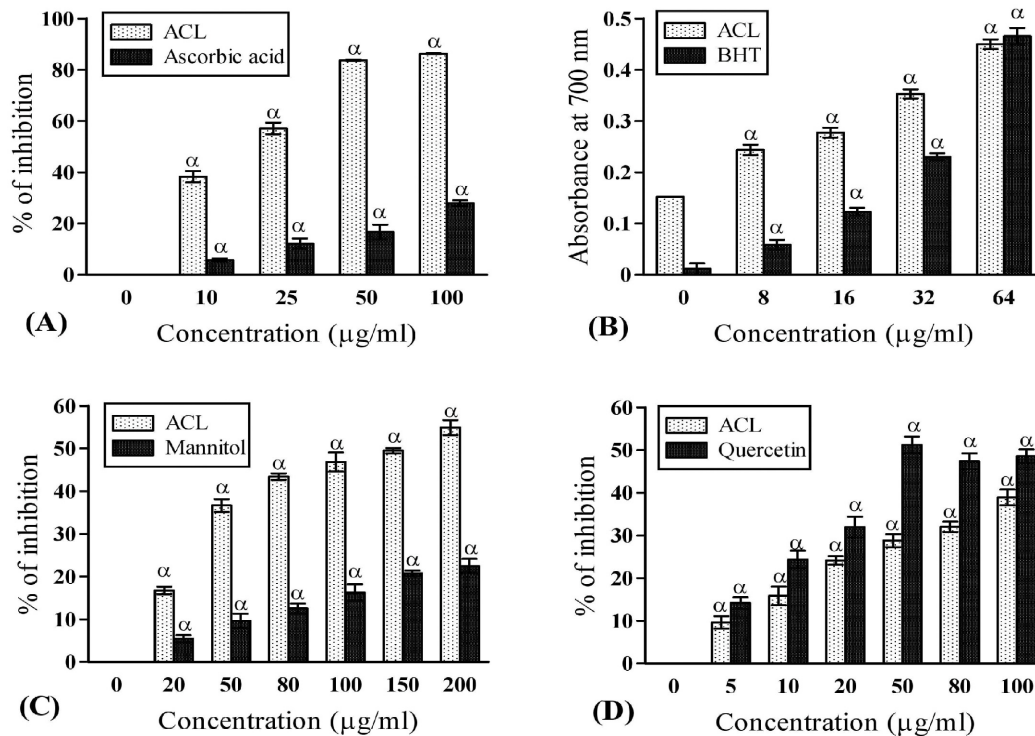 ACL
Ascorbic acid
% of inhibition
100
80
60
40
20
0
α α α α
α α α α
0 10 25 50 100
Concentration (µg/ml)
(A)
ACL
BHT
Absorbance at 700 nm
0.5
0.4
0.3
0.2
0.1
0
α α α α
α α α α
0 8 16 32 64
Concentration (µg/ml)
(B)
ACL
Mannitol
% of inhibition
60
50
40
30
20
10
0
α α α α α α
α α α α α α
0 20 50 80 100 150 200
Concentration (µg/ml)
(C)
ACL
Quercetin
% of inhibition
60
50
40
30
20
10
0
α α α α α α
α α α α α α
0 5 10 20 50 80 100
Concentration (µg/ml)
(D)